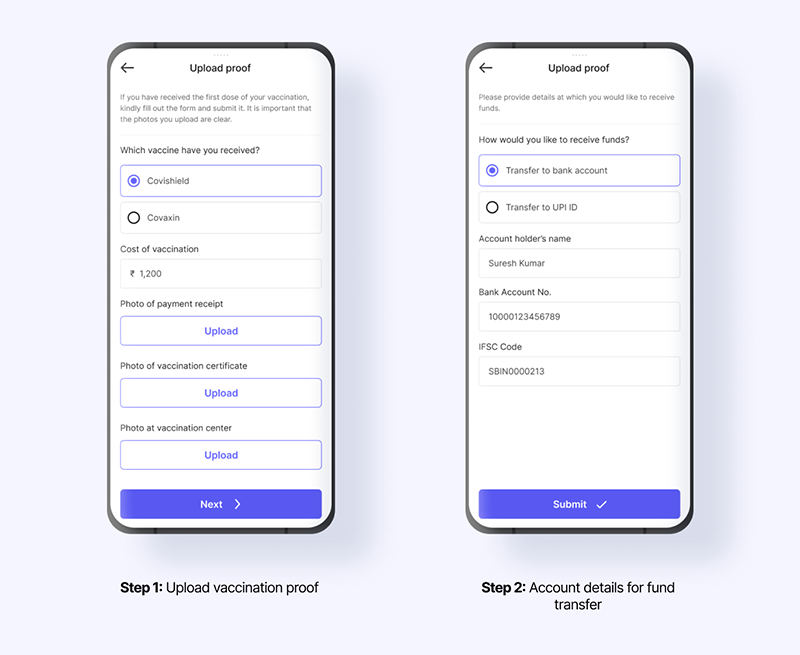 Upload proof
If you have received the first dose of your vaccination,
kindly fill out the form and submit it. It is important that
the photos you upload are clear.
Which vaccine have you received?
Covishield
Covaxin
Cost of vaccination
₹ 1,200
Photo of payment receipt
Upload
Photo of vaccination certificate
Upload
Photo at vaccination center
Upload
Next
Step 1: Upload vaccination proof
Upload proof
Please provide details at which you would like to receive
funds.
How would you like to receive funds?
Transfer to bank account
Transfer to UPI ID
Account holder's name
Suresh Kumar
Bank Account No.
10000123456789
IFSC Code
SBIN0000213
Submit
Step 2: Account details for fund
transfer